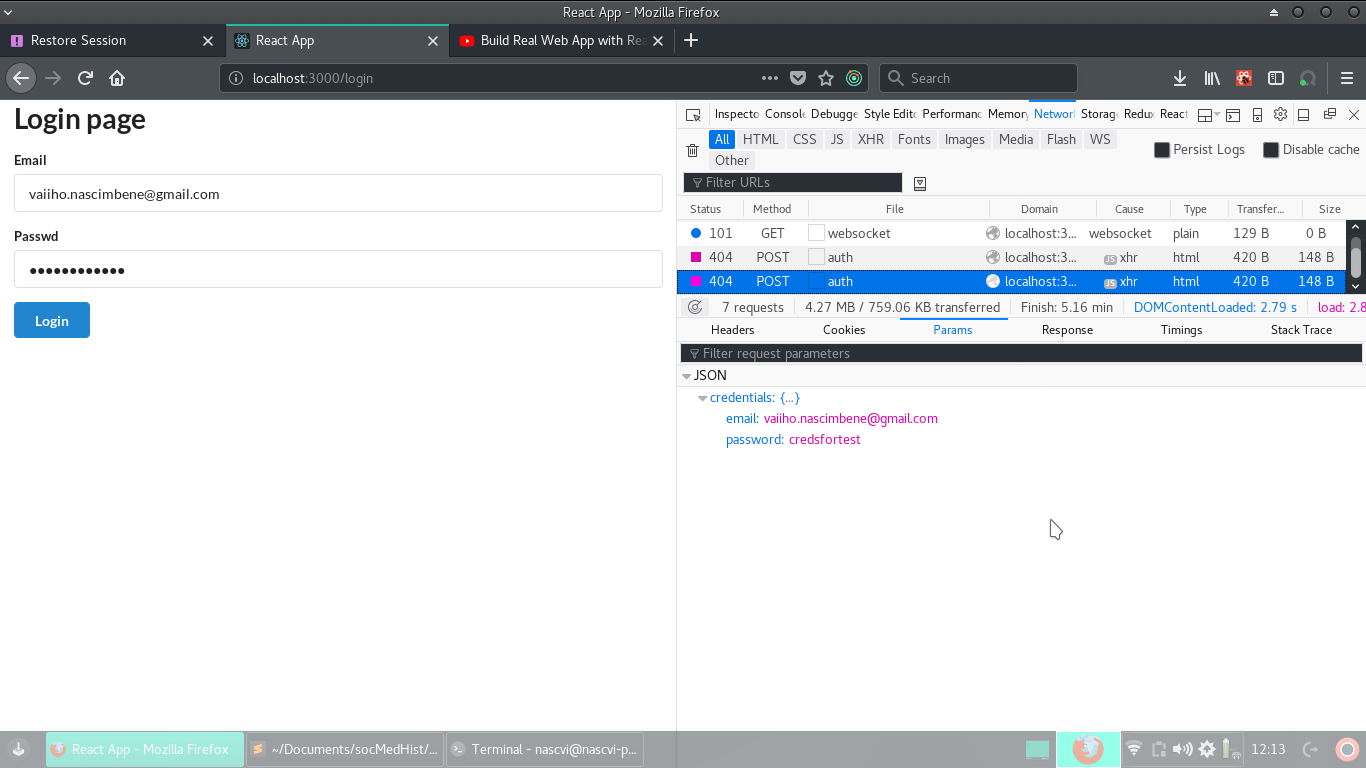 React App - Mozilla Firefox
Restore Session
React App
Build Real Web App with Rea
localhost:3000/login
Search
Login page
Email
vaiiho.nascimbene@gmail.com
Passwd
●●●●●●●●●●●●
Login
Inspecto Console Debugge Style Edito Performan Memory Network Storag Redu Reac
All HTML CSS JS XHR Fonts Images Media Flash WS
Other
Persist Logs Disable cache
Filter URLs
Status Method File Domain Cause Type Transfer... Size
101 GET websocket localhost:3... websocket plain 129 B 0 B
404 POST auth localhost:3... JS xhr html 420 B 148 B
404 POST auth localhost:3... JS xhr html 420 B 148 B
7 requests 4.27 MB / 759.06 KB transferred Finish: 5.16 min DOMContentLoaded: 2.79 s load: 2.8
Headers Cookies Params Response Timings Stack Trace
Filter request parameters
JSON
credentials: {...}
email: vaiiho.nascimbene@gmail.com
password: credsfortest
React App - Mozilla Firefox
~/Documents/socMedHist/...
Terminal - nascvi@nascvi-p...
12:13